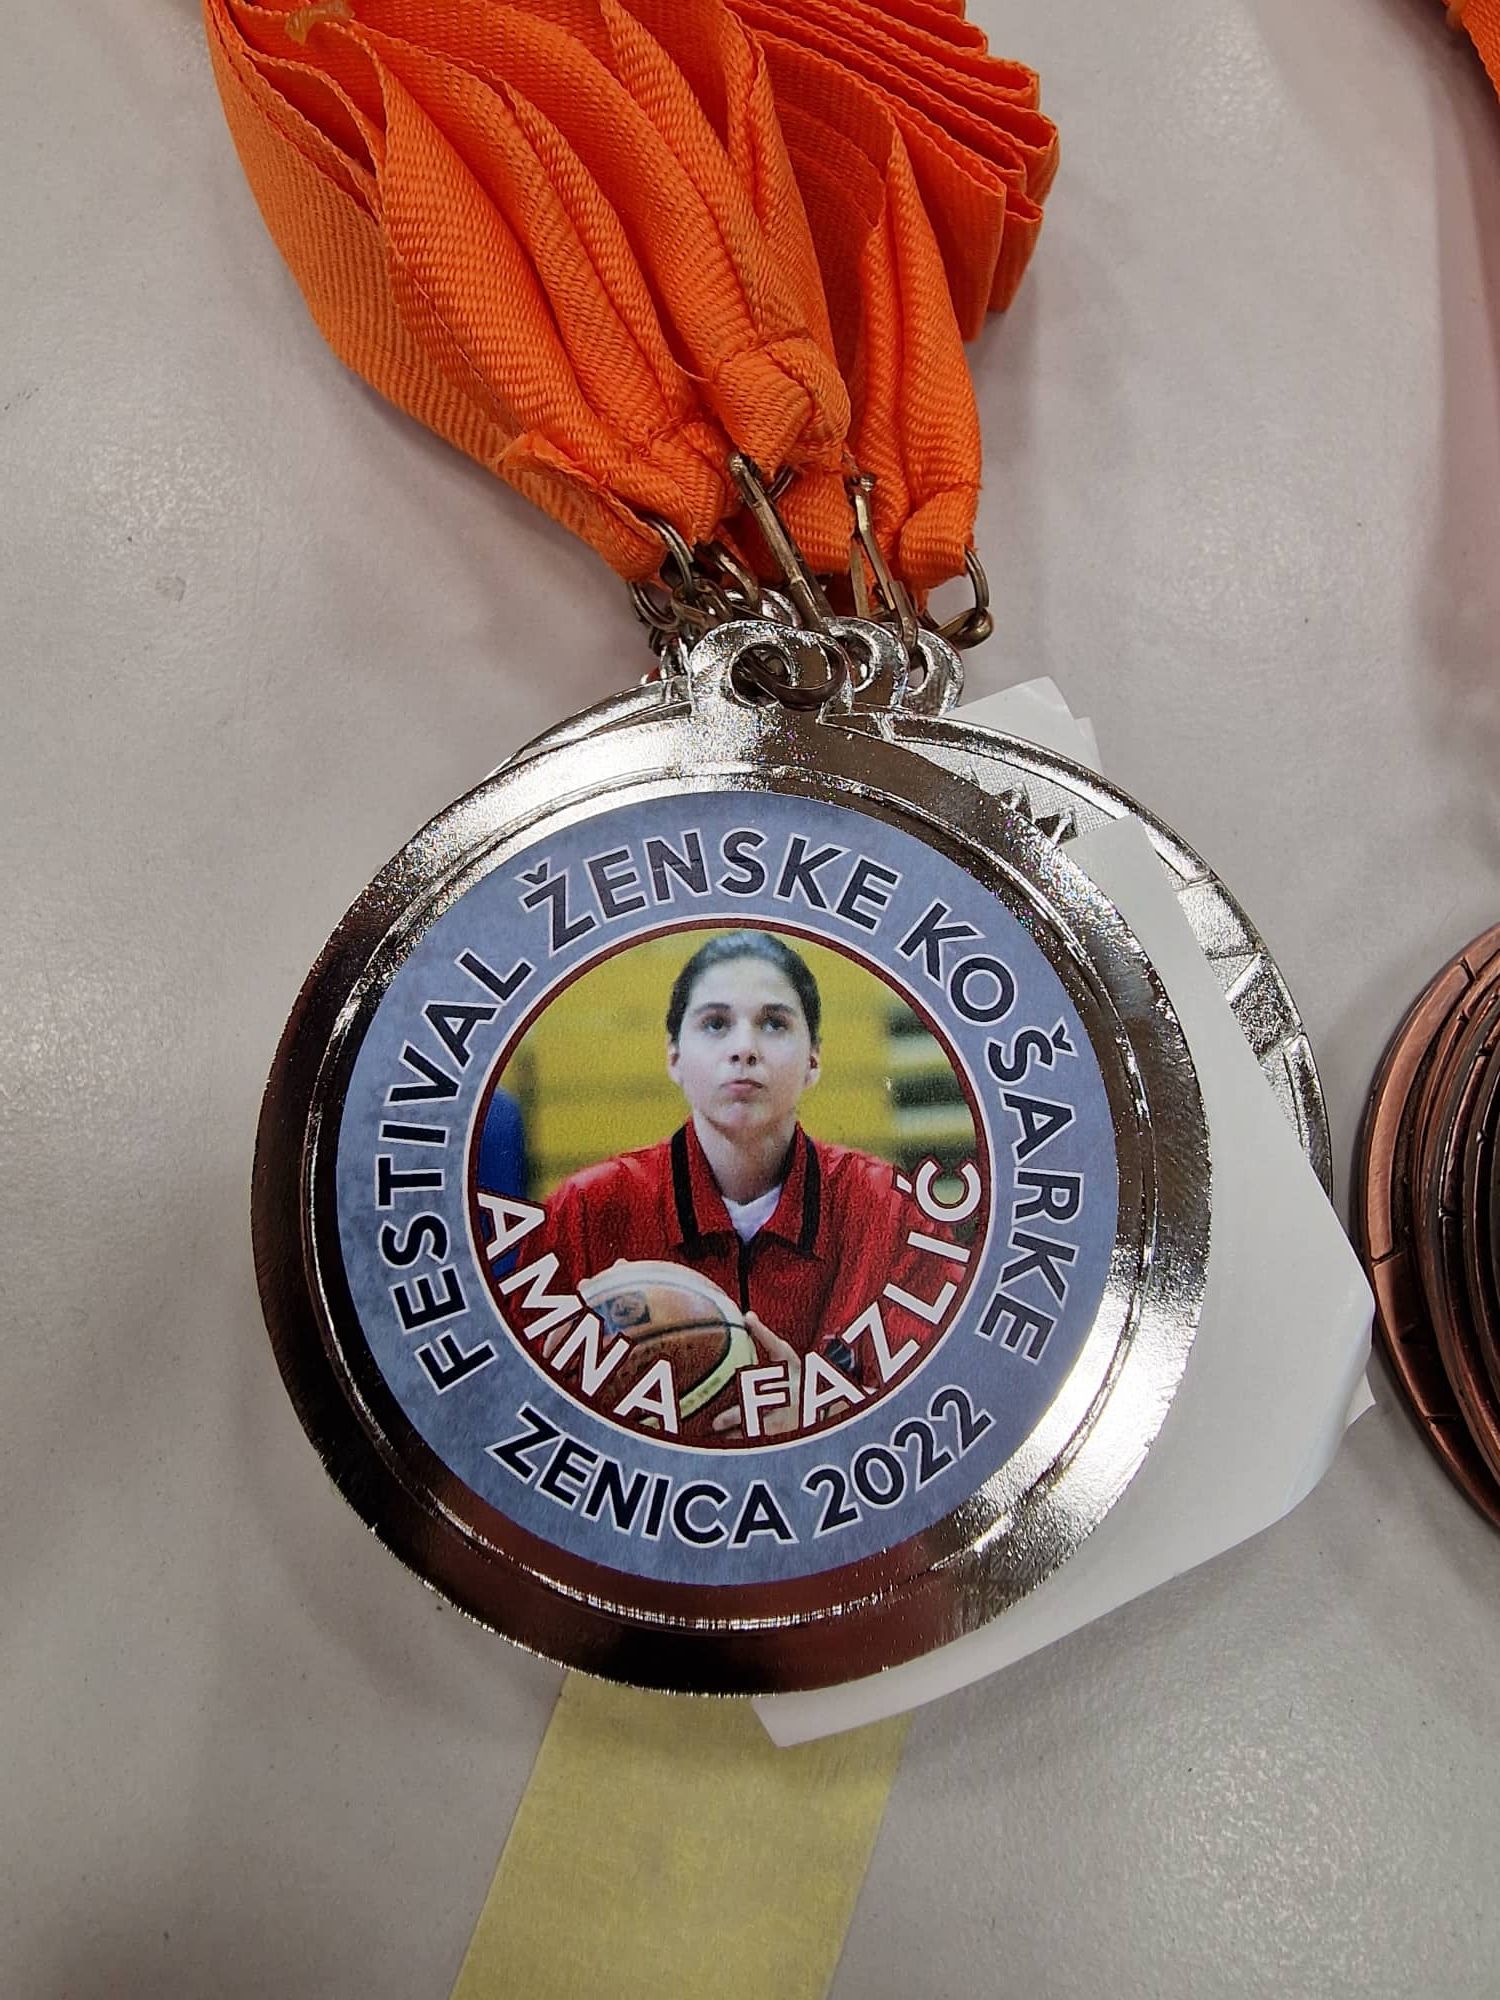 FESTIVAL ŽENSKE KOŠARKE
AMNA FAZLIĆ
ZENICA 2022